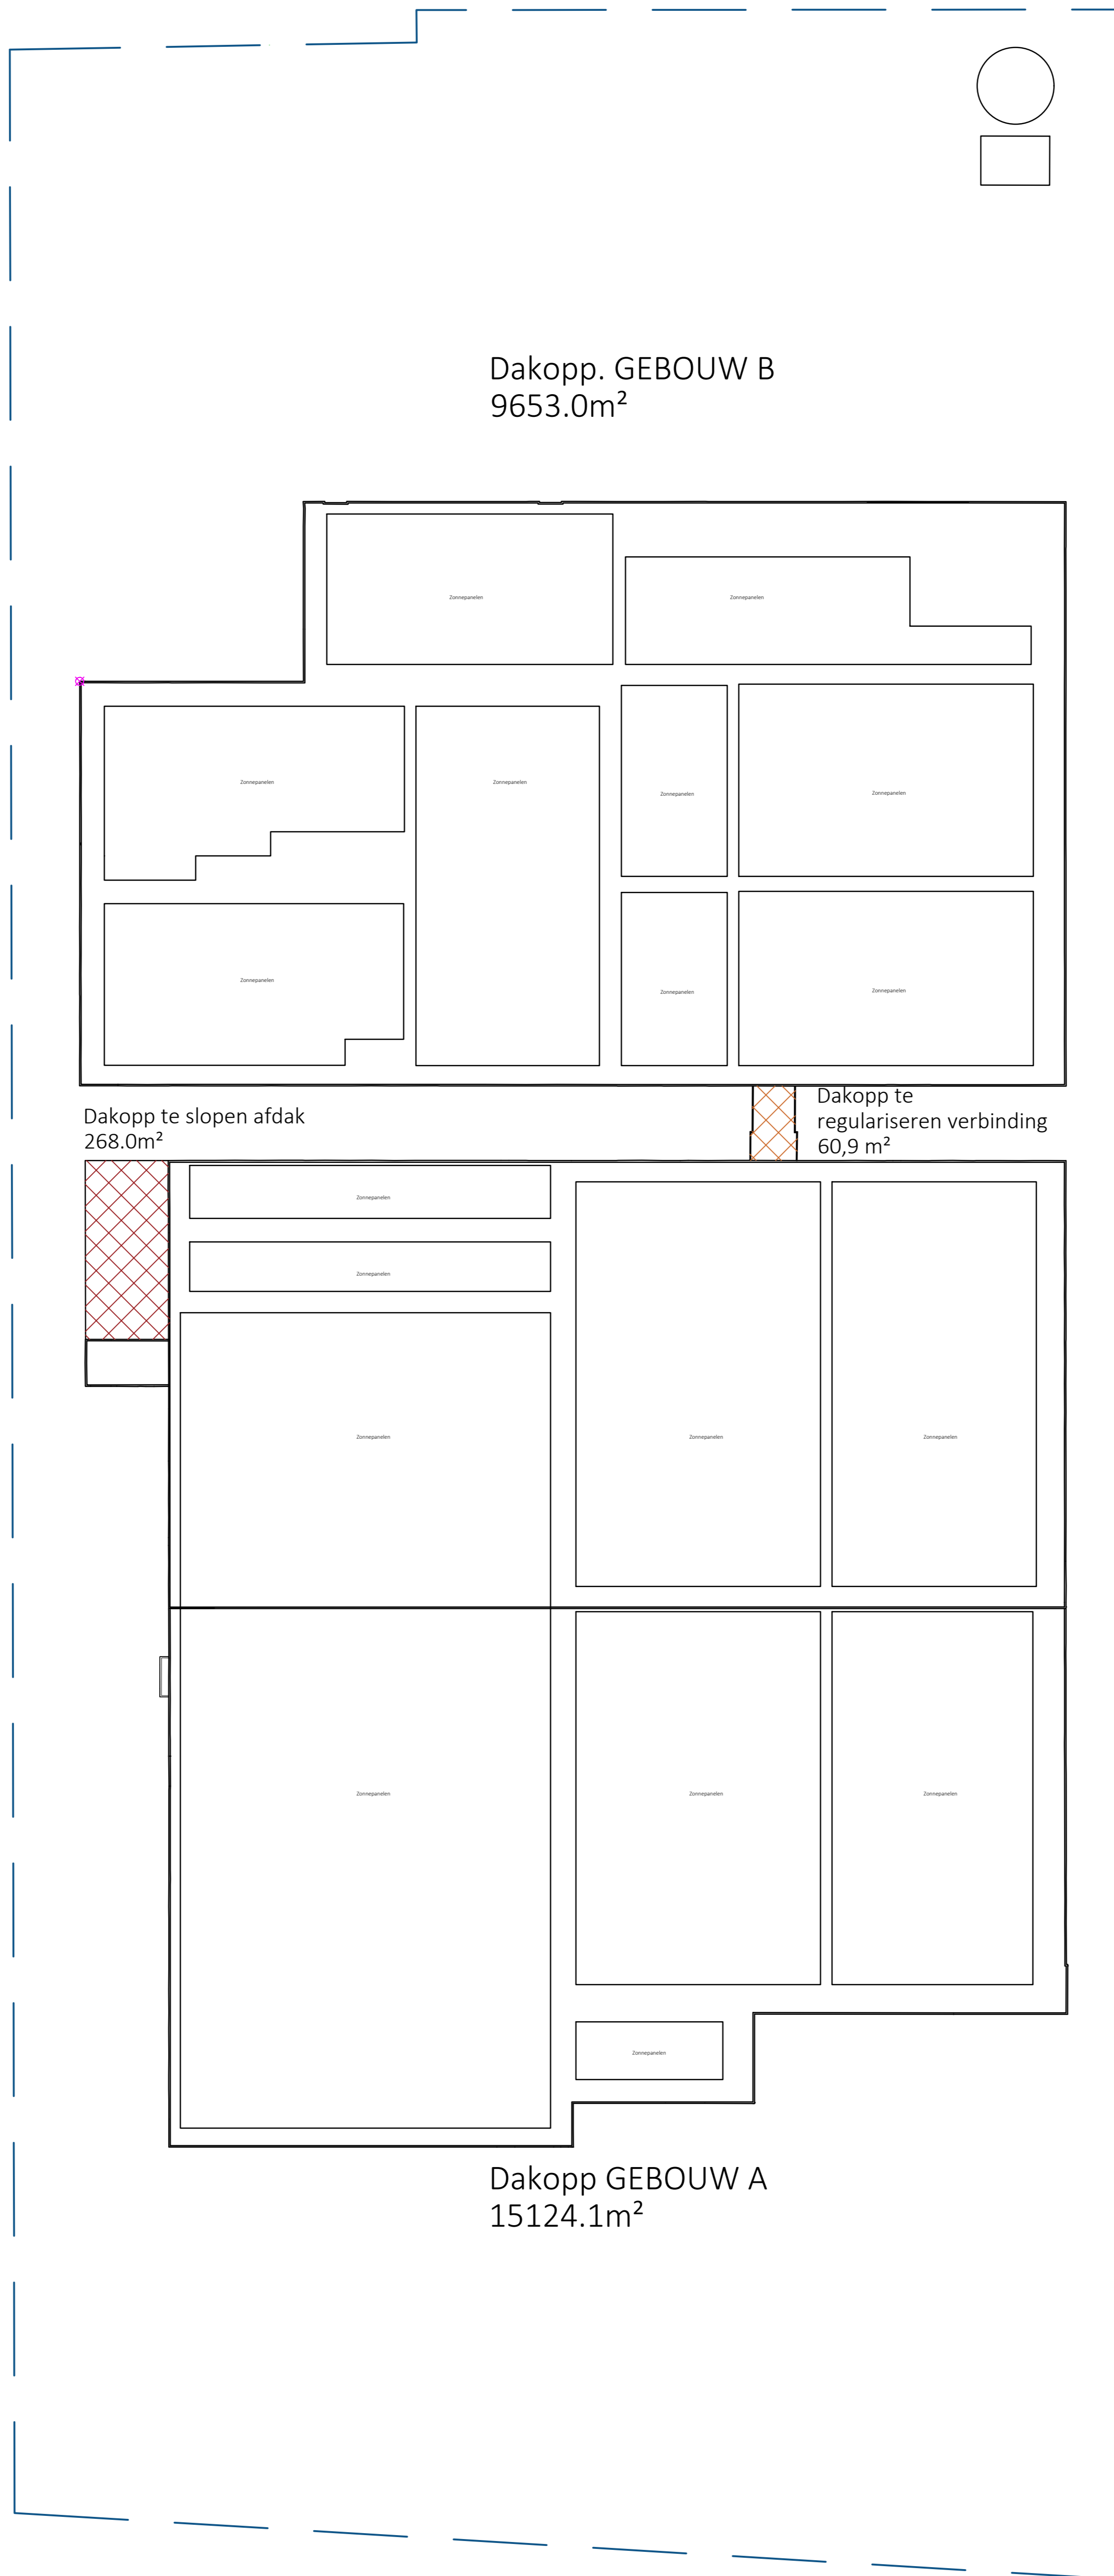 Dakopp. GEBOUW B
9653.0m²
Zonnepanelen
Zonnepanelen
Zonnepanelen
Zonnepanelen
Zonnepanelen
Zonnepanelen
Zonnepanelen
Zonnepanelen
Zonnepanelen
Dakopp te slopen afdak
268.0m²
Dakopp te
regulariseren verbinding
60,9 m²
Zonnepanelen
Zonnepanelen
Zonnepanelen
Zonnepanelen
Zonnepanelen
Zonnepanelen
Zonnepanelen
Zonnepanelen
Zonnepanelen
Dakopp GEBOUW A
15124.1m²